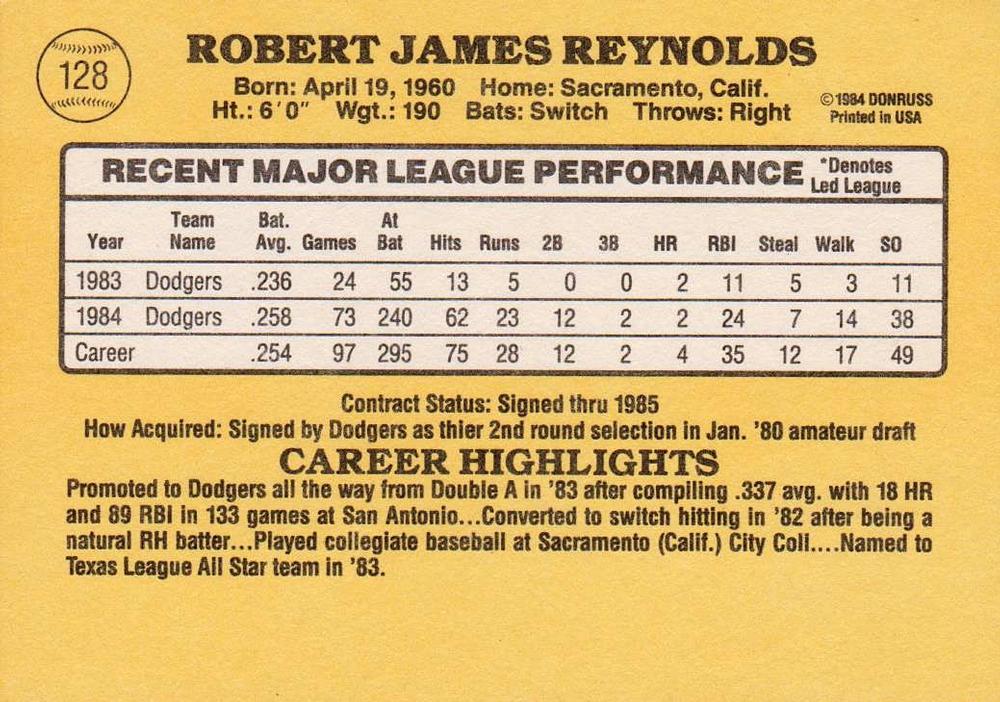 128
ROBERT JAMES REYNOLDS
Born: April 19, 1960 Home: Sacramento, Calif.
Ht.: 6'0" Wgt.: 190 Bats: Switch Throws: Right
©1984 DONRUSS
Printed in USA
RECENT MAJOR LEAGUE PERFORMANCE
*Denotes
Led League
Year Team Name Bat. Avg. Games At Bat Hits Runs 2B 3B HR RBI Steal Walk SO
1983 Dodgers .236 24 55 13 5 0 0 2 11 5 3 11
1984 Dodgers .258 73 240 62 23 12 2 2 24 7 14 38
Career .254 97 295 75 28 12 2 4 35 12 17 49
Contract Status: Signed thru 1985
How Acquired: Signed by Dodgers as thier 2nd round selection in Jan. '80 amateur draft
CAREER HIGHLIGHTS
Promoted to Dodgers all the way from Double A in '83 after compiling .337 avg. with 18 HR
and 89 RBI in 133 games at San Antonio...Converted to switch hitting in '82 after being a
natural RH batter...Played collegiate baseball at Sacramento (Calif.) City Coll....Named to
Texas League All Star team in '83.